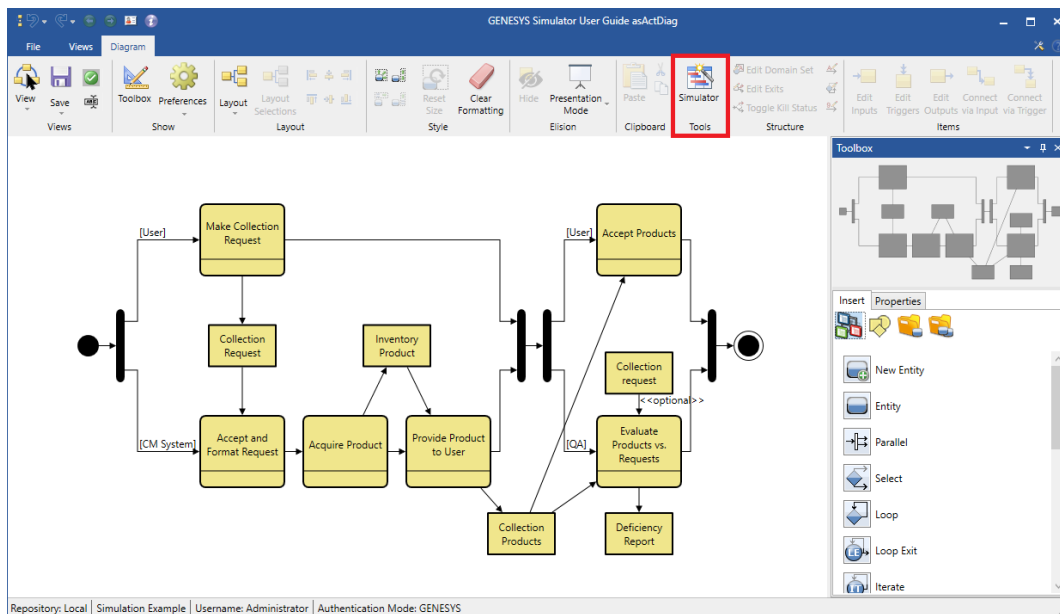 GENESYS Simulator User Guide asActDiag
File Views Diagram
View
Save
Views
Toolbox
Preferences
Show
Layout
Layout
Selections
Layout
Reset
Size
Clear
Formatting
Style
Hide
Presentation
Mode
Elision
Paste
Clipboard
Simulator
Tools
Edit Domain Set
Edit Exits
Toggle Kill Status
Structure
Edit
Inputs
Edit
Triggers
Edit
Outputs
Connect
via Input
Connect
via Trigger
Items
Toolbox
Insert Properties
New Entity
Entity
Parallel
Select
Loop
LE
Loop Exit
Iterate
[User]
Make Collection
Request
[User]
Accept Products
Collection
Request
Inventory
Product
Collection
request
<<optional>>
[CM System]
Accept and
Format Request
Acquire Product
Provide Product
to User
[QA]
Evaluate
Products vs.
Requests
Collection
Products
Deficiency
Report
Repository: Local Simulation Example Username: Administrator Authentication Mode: GENESYS